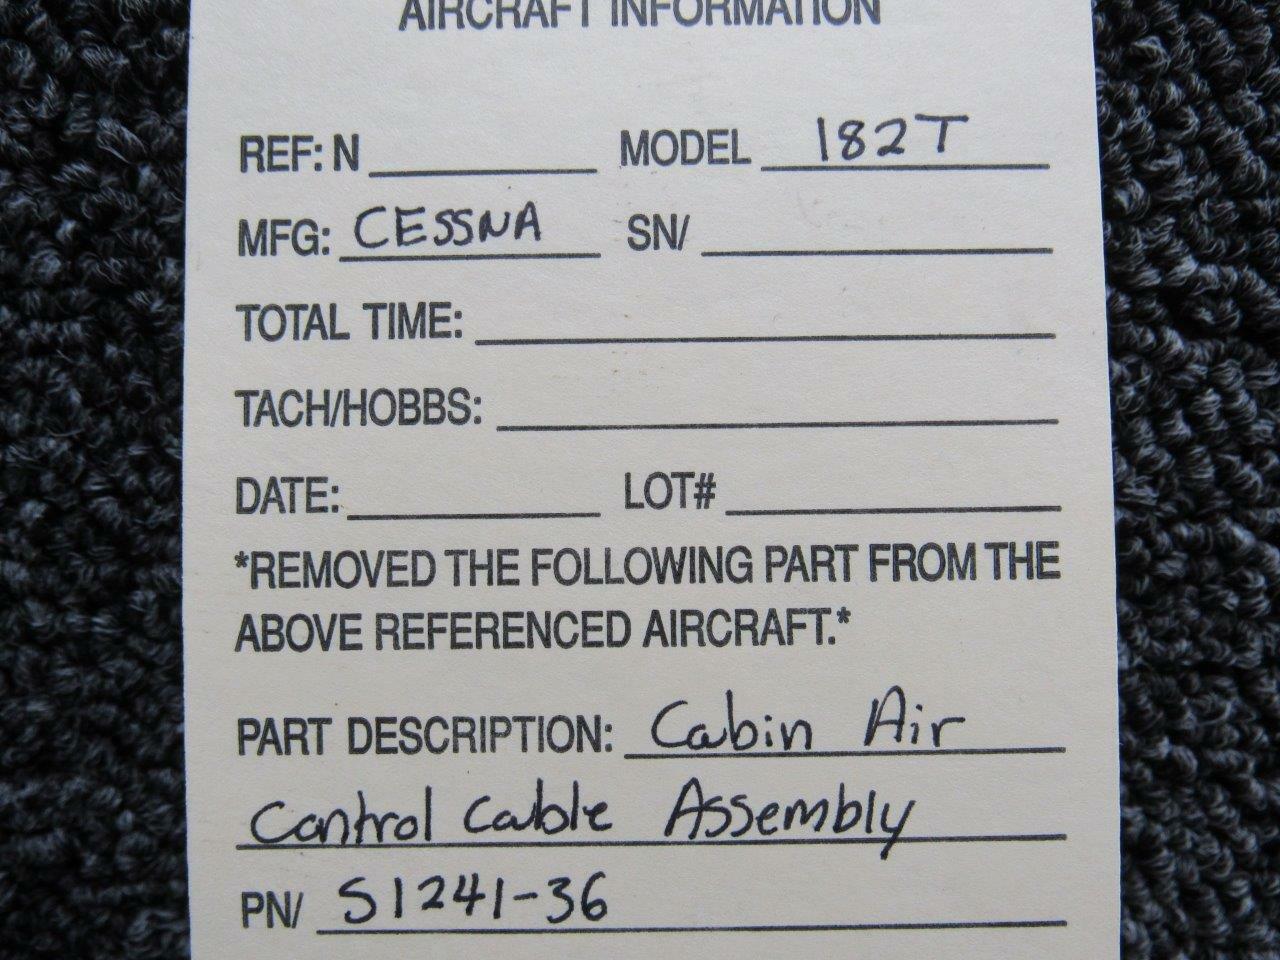 AIRCRAFT INFORMATION
REF: N MODEL 182T
MFG: CESSNA SN/
TOTAL TIME:
TACH/HOBBS:
DATE: LOT#
*REMOVED THE FOLLOWING PART FROM THE
ABOVE REFERENCED AIRCRAFT.*
PART DESCRIPTION: Cabin Air
Control Cable Assembly
PN/ S1241-36